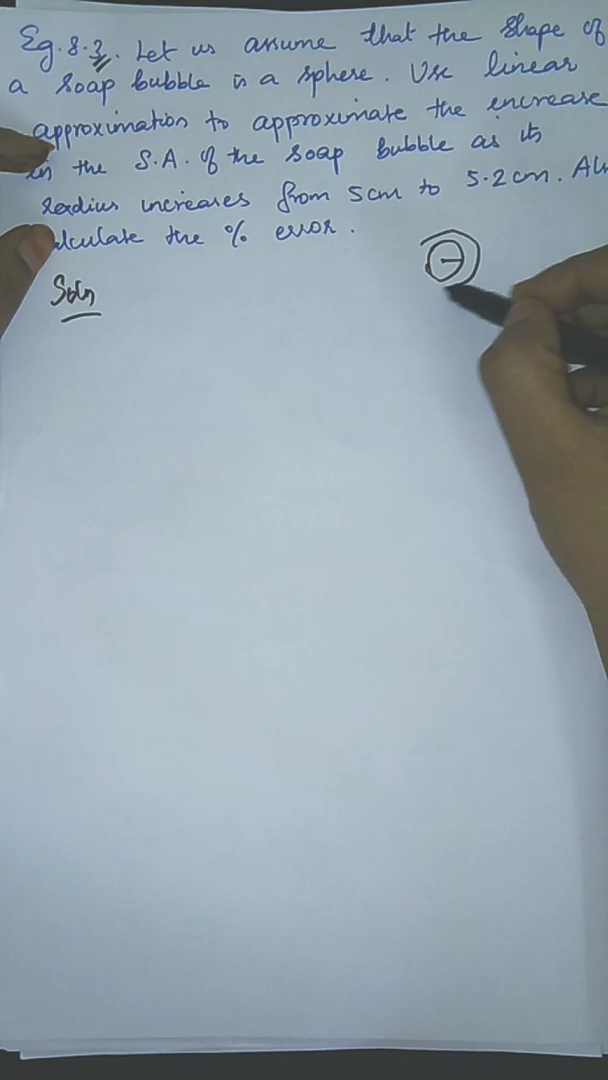 Eg. 8.3. Let us assume that the shape of
a soap bubble is a sphere. Use linear
approximation to approximate the increase
in the S.A. of the soap bubble as its
radius increases from 5cm to 5.2cm. Al
lculate the % error.
Soln